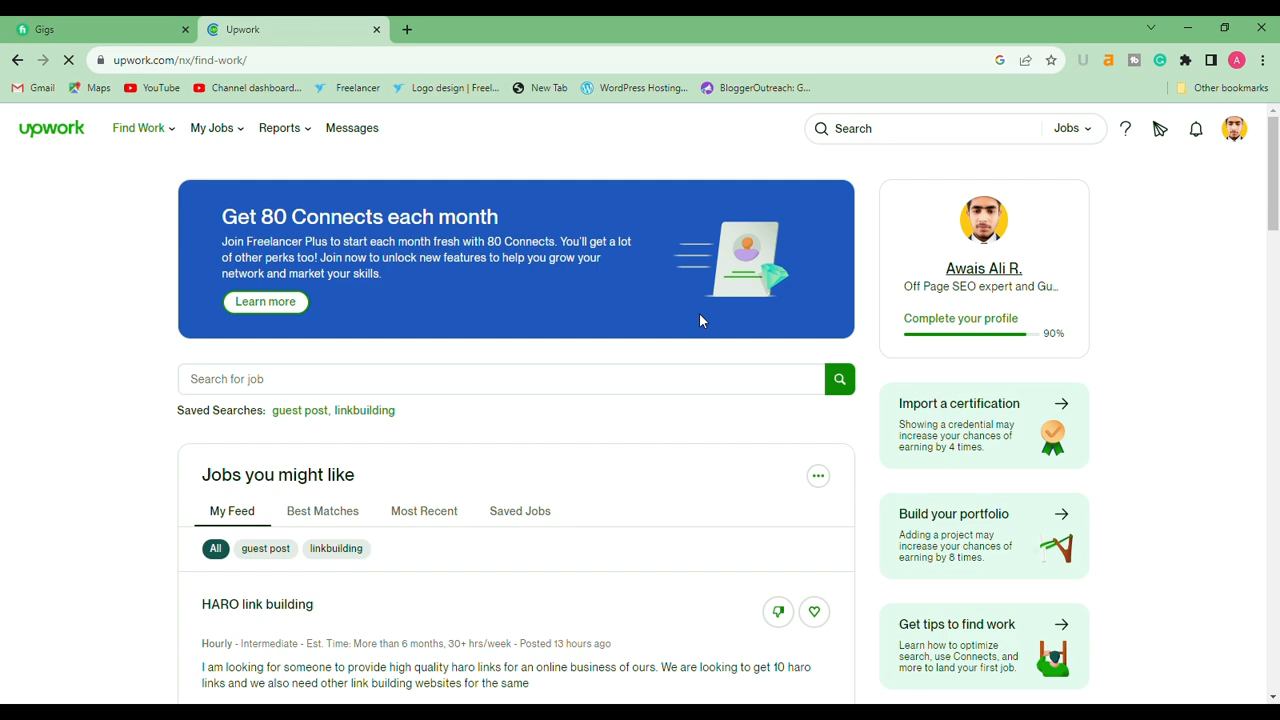 Gigs
Upwork
upwork.com/nx/find-work/
Gmail
Maps
YouTube
Channel dashboard...
Freelancer
Logo design | Freel...
New Tab
WordPress Hosting...
BloggerOutreach: G...
Other bookmarks
upwork
Find Work
My Jobs
Reports
Messages
Search
Jobs
?
Get 80 Connects each month
Join Freelancer Plus to start each month fresh with 80 Connects. You'll get a lot
of other perks too! Join now to unlock new features to help you grow your
network and market your skills.
Learn more
Awais Ali R.
Off Page SEO expert and Gu...
Complete your profile
90%
Search for job
Saved Searches: guest post, linkbuilding
Import a certification
Showing a credential may
increase your chances of
earning by 4 times.
Jobs you might like
My Feed
Best Matches
Most Recent
Saved Jobs
All
guest post
linkbuilding
Build your portfolio
Adding a project may
increase your chances of
earning by 8 times.
HARO link building
Hourly - Intermediate - Est. Time: More than 6 months, 30+ hrs/week - Posted 13 hours ago
I am looking for someone to provide high quality haro links for an online business of ours. We are looking to get 10 haro
links and we also need other link building websites for the same
Get tips to find work
Learn how to optimize
search, use Connects, and
more to land your first job.